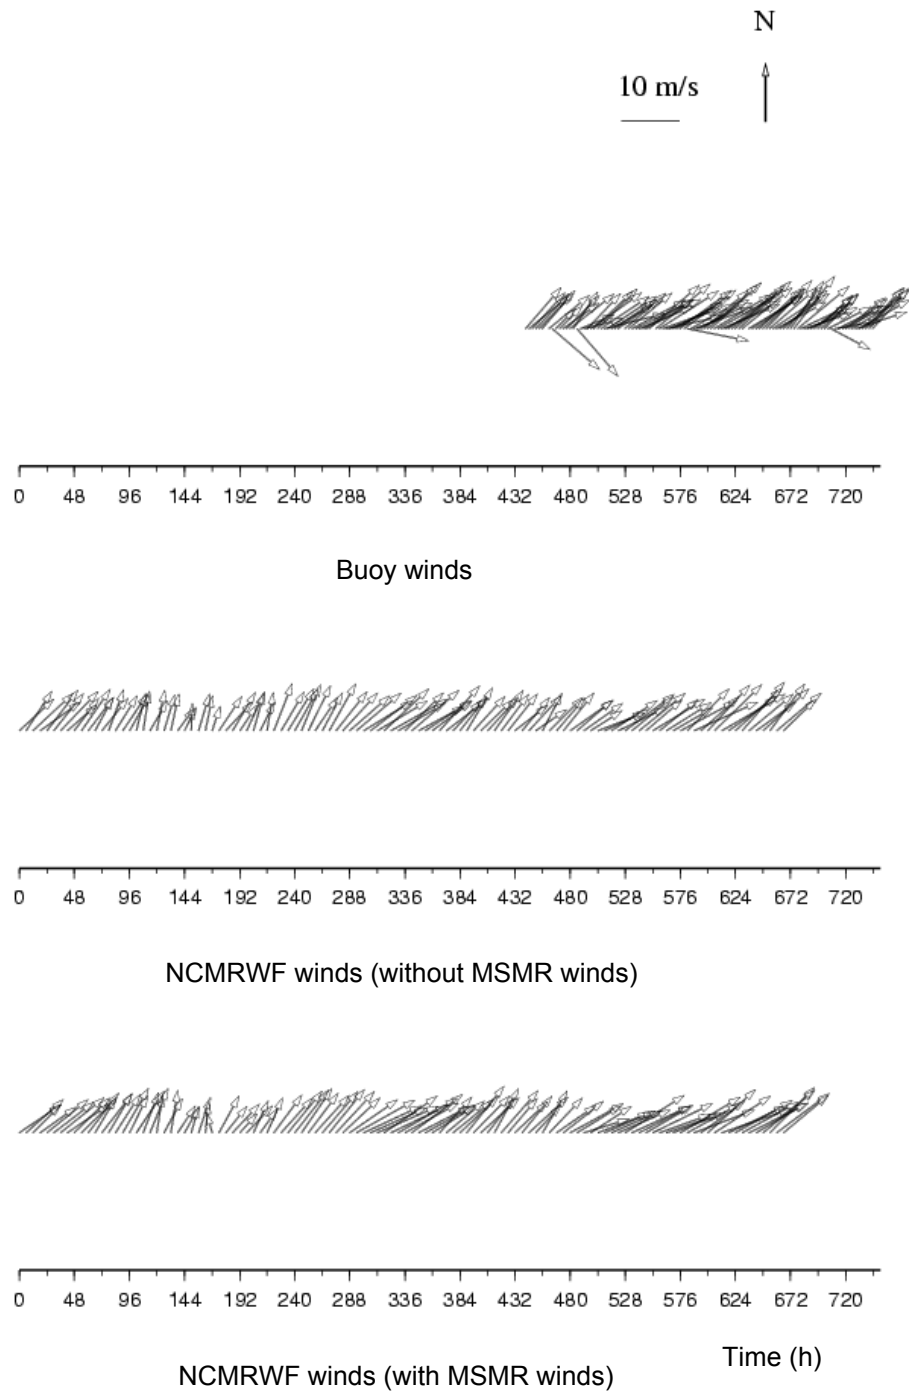 N
10 m/s
0 48 96 144 192 240 288 336 384 432 480 528 576 624 672 720
Buoy winds
0 48 96 144 192 240 288 336 384 432 480 528 576 624 672 720
NCMRWF winds (without MSMR winds)
0 48 96 144 192 240 288 336 384 432 480 528 576 624 672 720
Time (h)
NCMRWF winds (with MSMR winds)